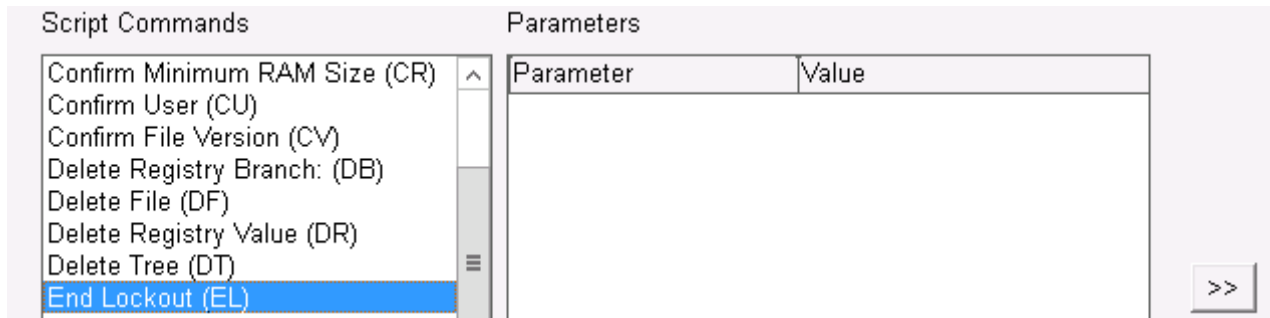 Script Commands
Parameters
Confirm Minimum RAM Size (CR)
Confirm User (CU)
Confirm File Version (CV)
Delete Registry Branch: (DB)
Delete File (DF)
Delete Registry Value (DR)
Delete Tree (DT)
End Lockout (EL)
Parameter
Value
>>